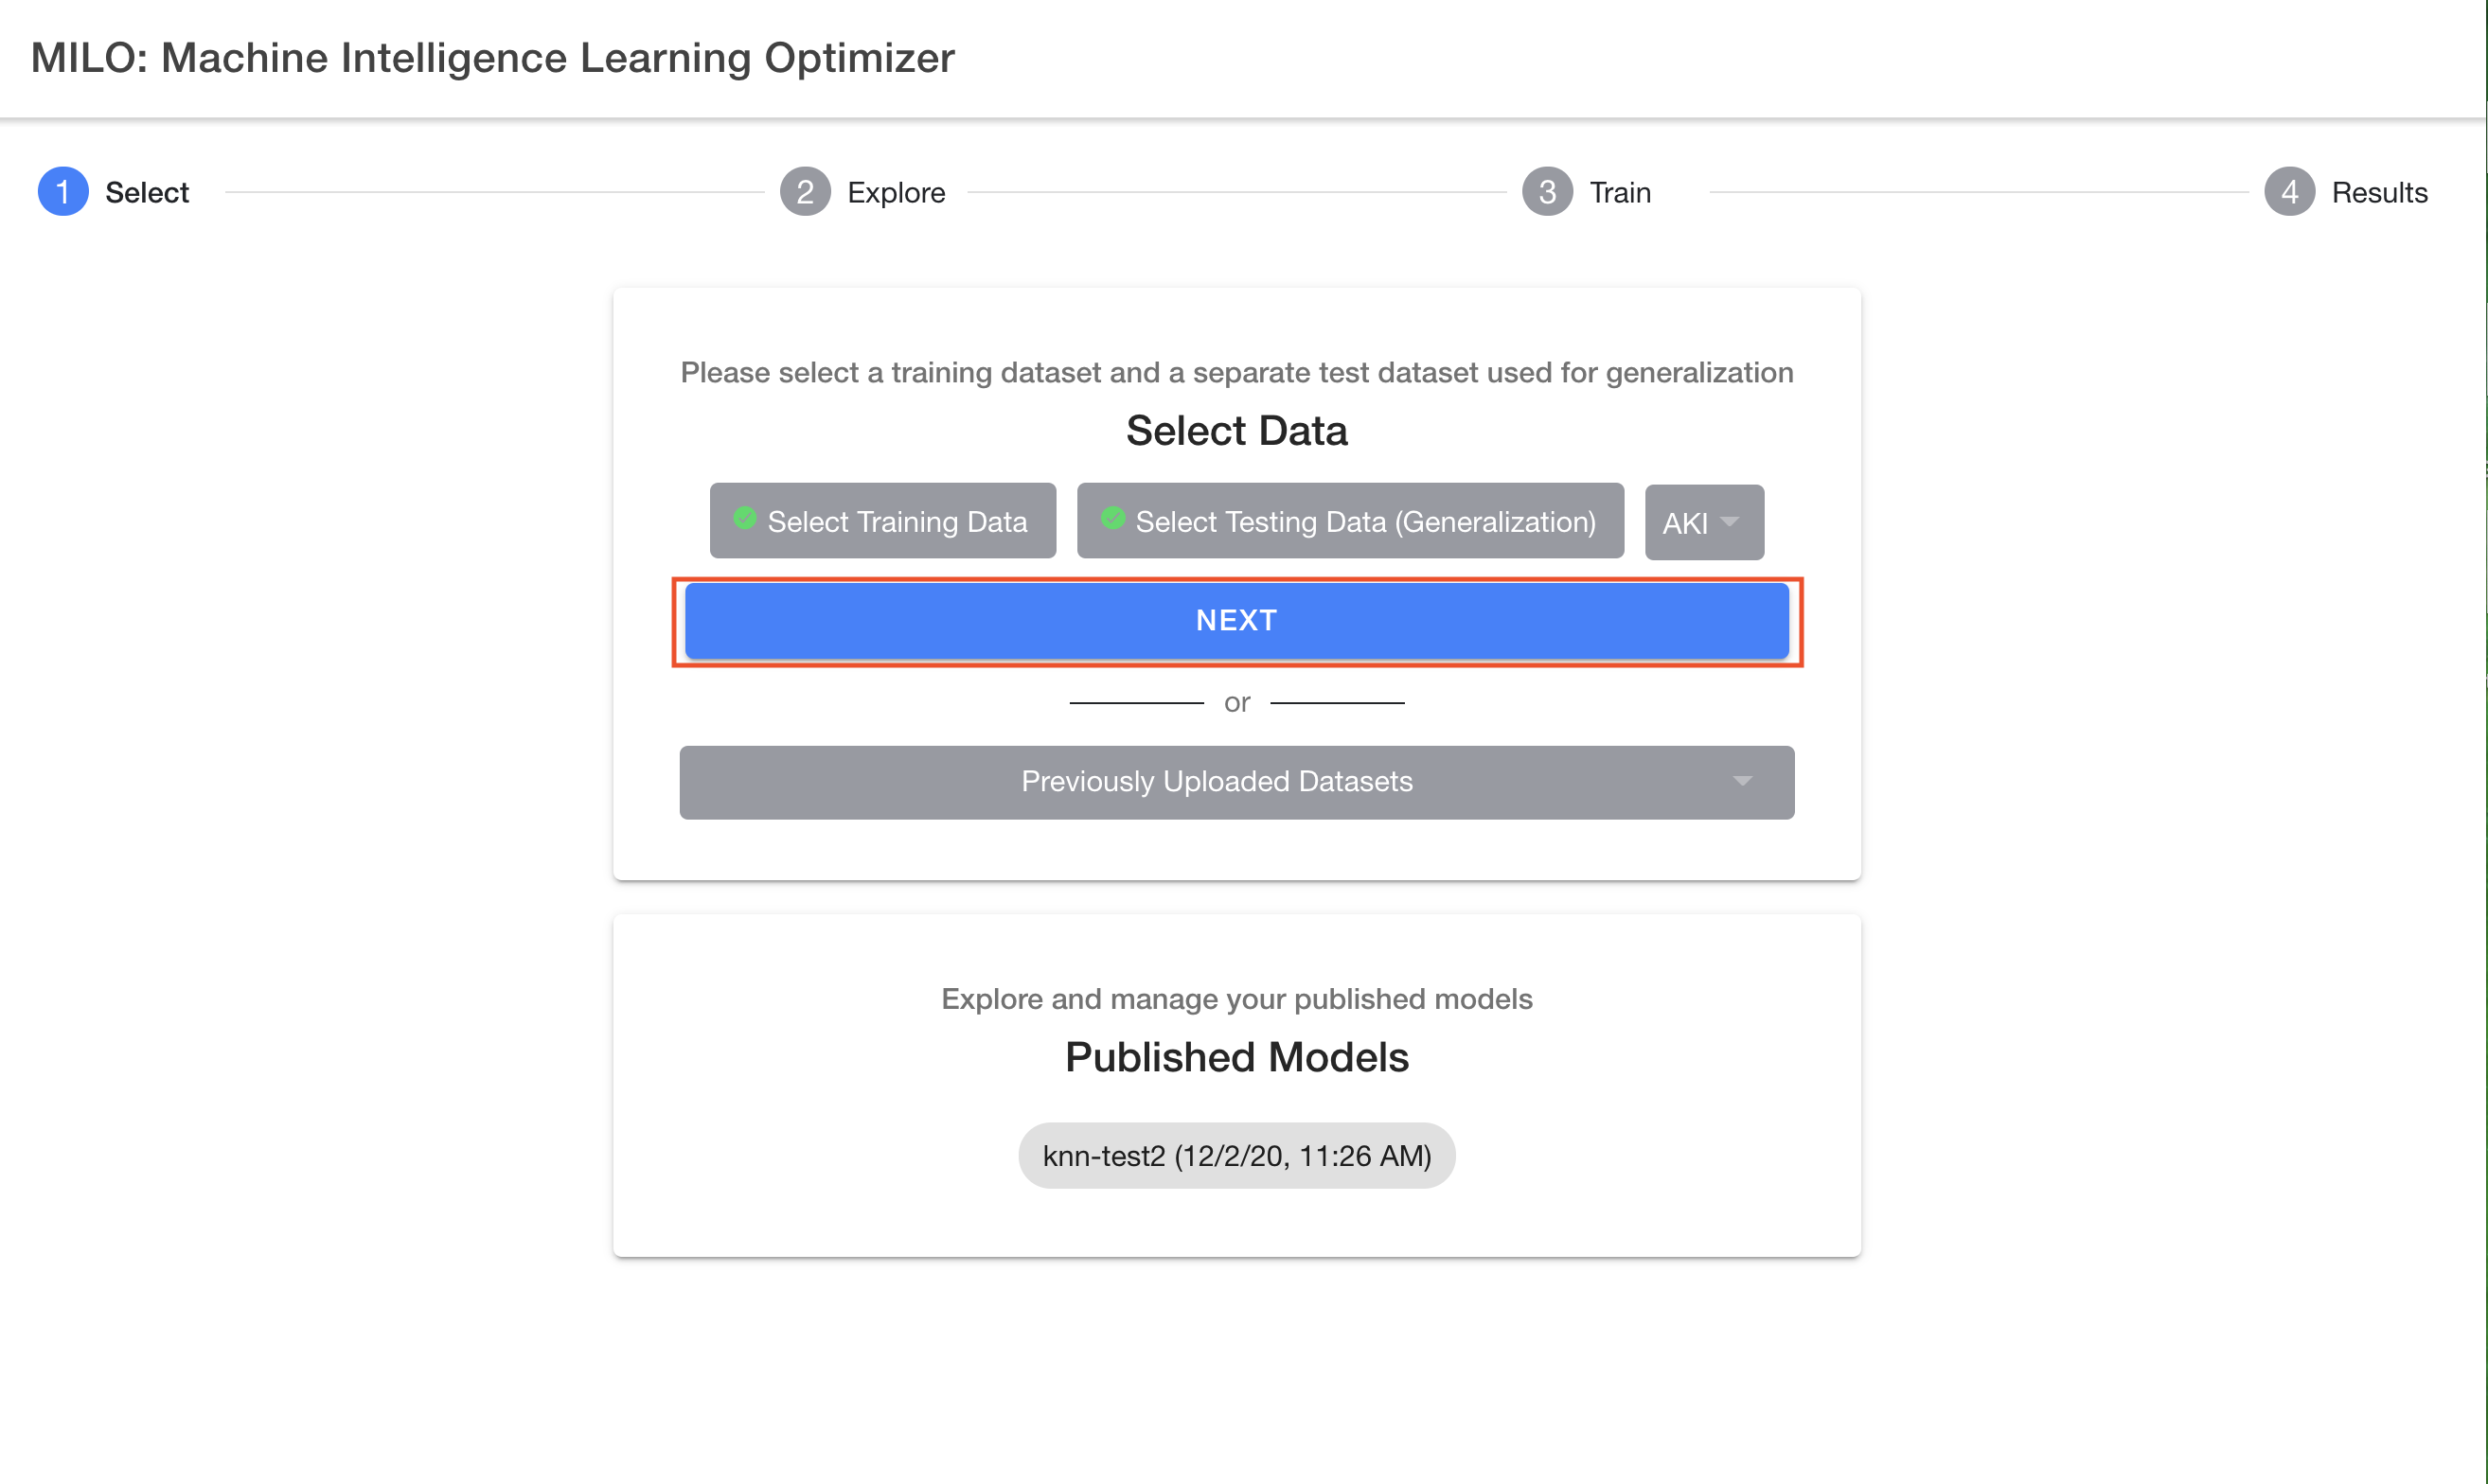 MILO: Machine Intelligence Learning Optimizer
1 Select 2 Explore 3 Train 4 Results
Please select a training dataset and a separate test dataset used for generalization
Select Data
Select Training Data Select Testing Data (Generalization) AKI
NEXT
or
Previously Uploaded Datasets
Explore and manage your published models
Published Models
knn-test2 (12/2/20, 11:26 AM)